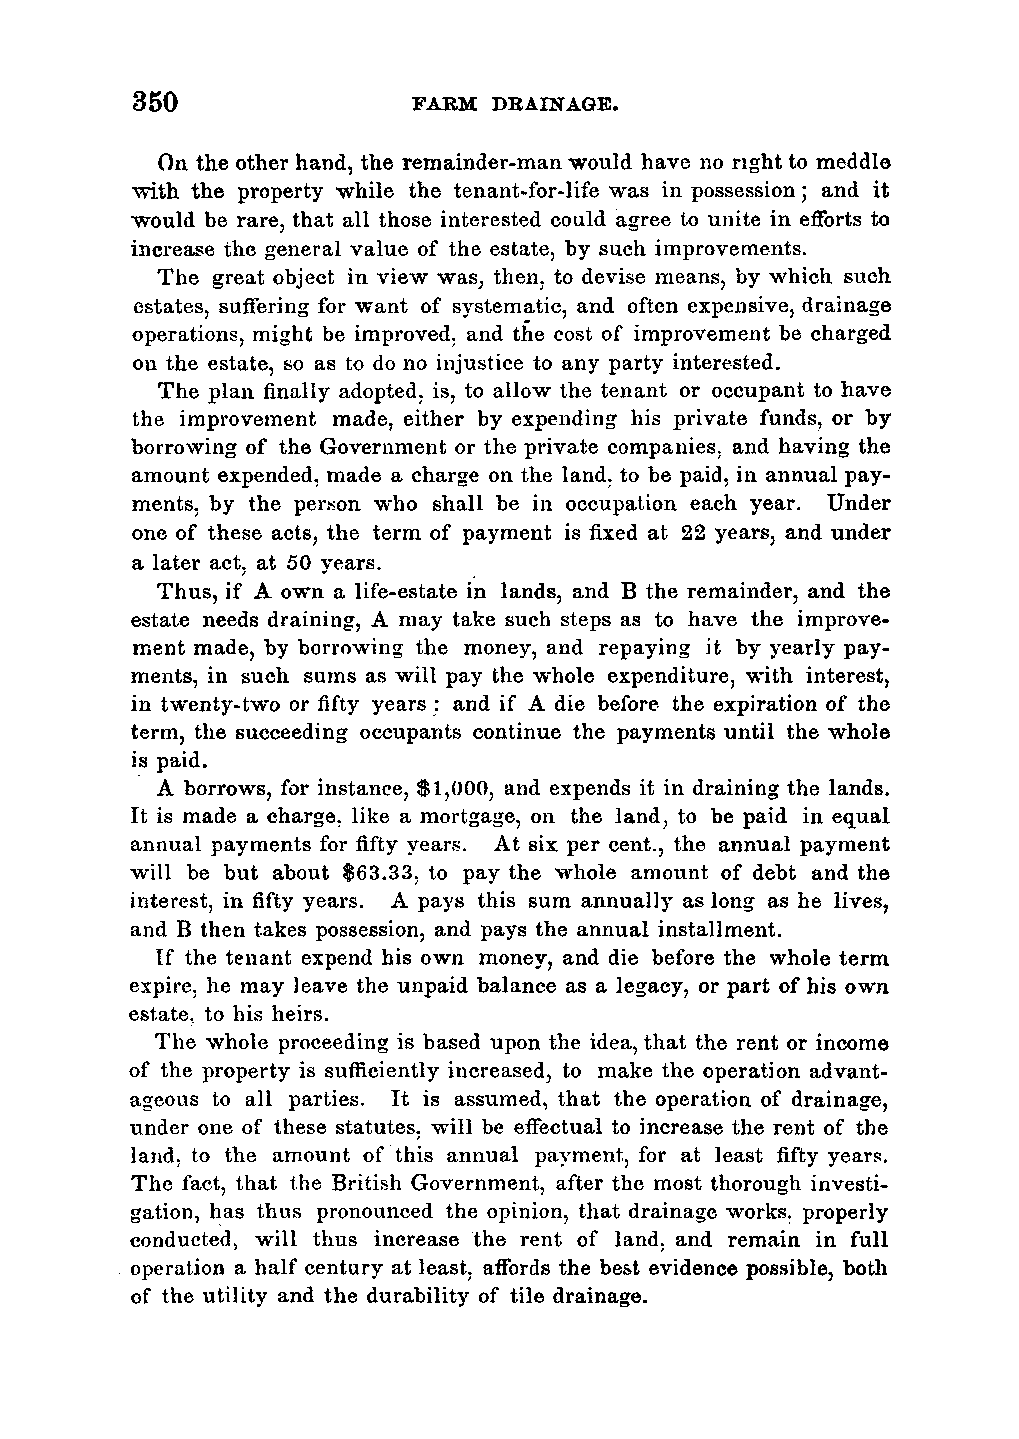 350 FARM DRAINAGE.
On the other hand, the remainder-man would have no right to meddle
with the property while the tenant-for-life was in possession; and it
would be rare, that all those interested could agree to unite in efforts to
increase the general value of the estate, by such improvements.
The great object in view was, then, to devise means, by which such
estates, suffering for want of systematic, and often expensive, drainage
operations, might be improved, and the cost of improvement be charged
on the estate, so as to do no injustice to any party interested.
The plan finally adopted, is, to allow the tenant or occupant to have
the improvement made, either by expending his private funds, or by
borrowing of the Government or the private companies, and having the
amount expended, made a charge on the land, to be paid, in annual pay-
ments, by the person who shall be in occupation each year. Under
one of these acts, the term of payment is fixed at 22 years, and under
a later act, at 50 years.
Thus, if A own a life-estate in lands, and B the remainder, and the
estate needs draining, A may take such steps as to have the improve-
ment made, by borrowing the money, and repaying it by yearly pay-
ments, in such sums as will pay the whole expenditure, with interest,
in twenty-two or fifty years; and if A die before the expiration of the
term, the succeeding occupants continue the payments until the whole
is paid.
A borrows, for instance, $1,000, and expends it in draining the lands.
It is made a charge, like a mortgage, on the land, to be paid in equal
annual payments for fifty years. At six per cent., the annual payment
will be but about $63.33, to pay the whole amount of debt and the
interest, in fifty years. A pays this sum annually as long as he lives,
and B then takes possession, and pays the annual installment.
If the tenant expend his own money, and die before the whole term
expire, he may leave the unpaid balance as a legacy, or part of his own
estate, to his heirs.
The whole proceeding is based upon the idea, that the rent or income
of the property is sufficiently increased, to make the operation advant-
ageous to all parties. It is assumed, that the operation of drainage,
under one of these statutes, will be effectual to increase the rent of the
land, to the amount of this annual payment, for at least fifty years.
The fact, that the British Government, after the most thorough investi-
gation, has thus pronounced the opinion, that drainage works, properly
conducted, will thus increase the rent of land, and remain in full
operation a half century at least, affords the best evidence possible, both
of the utility and the durability of tile drainage.